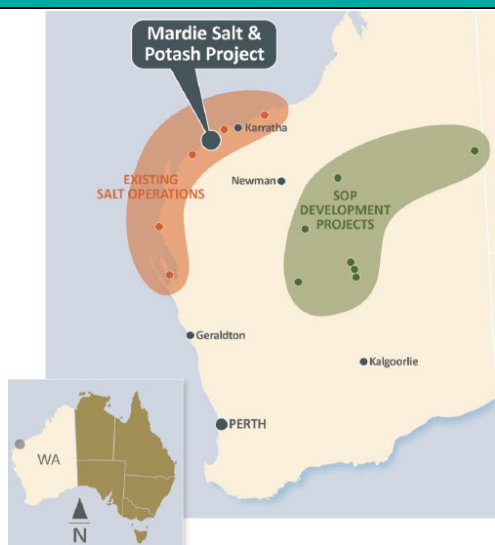 Mardie Salt &
Potash Project
Karratha
EXISTING
SALT OPERATIONS
Newman
SOP
DEVELOPMENT
PROJECTS
Geraldton
Kalgoorlie
PERTH
WA
N